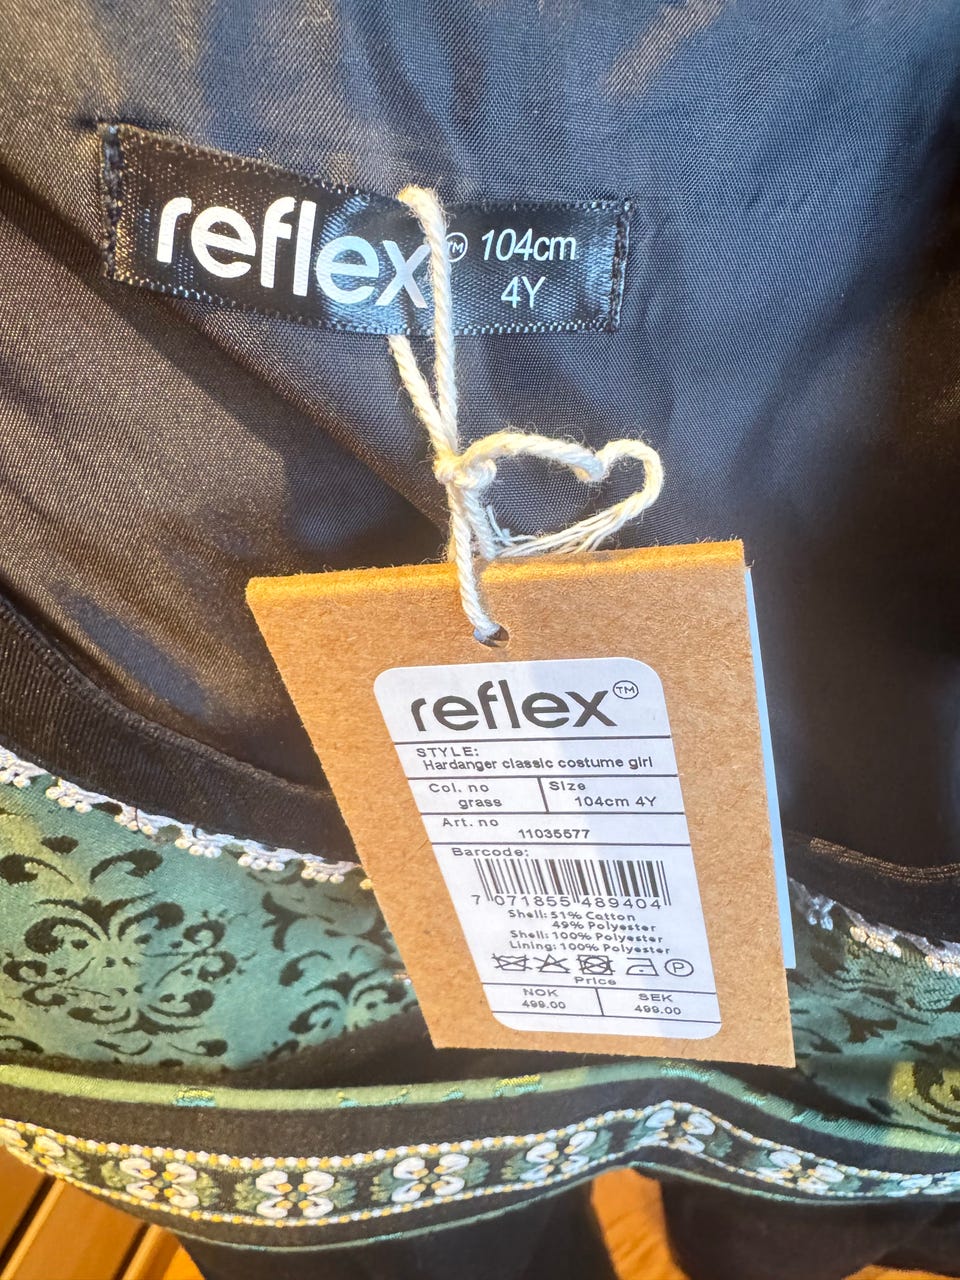 reflex™ 104cm
4Y
reflex™
STYLE:
Hardanger classic costume girl
Col. no
grass
Size
104cm 4Y
Art. no
11035577
Barcode:
7 071855 489404
Shell: 51% Cotton
49% Polyester
Shell: 100% Polyester
Lining: 100% Polyester
P
Price
NOK
499.00
SEK
499.00